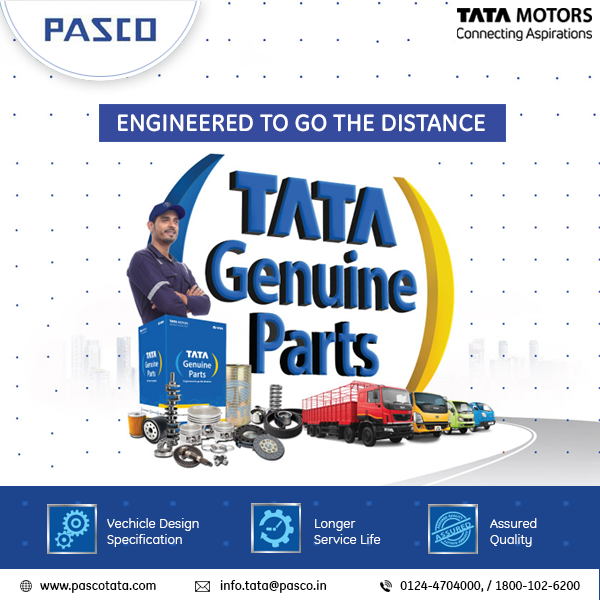 PASCO
TATA MOTORS
Connecting Aspirations
ENGINEERED TO GO THE DISTANCE
TATA
Genuine
Parts
TATA
Genuine
Parts
Vechicle Design
Specification
Longer
Service Life
ASSURED
Assured
Quality
www.pascotata.com
info.tata@pasco.in
0124-4704000, / 1800-102-6200